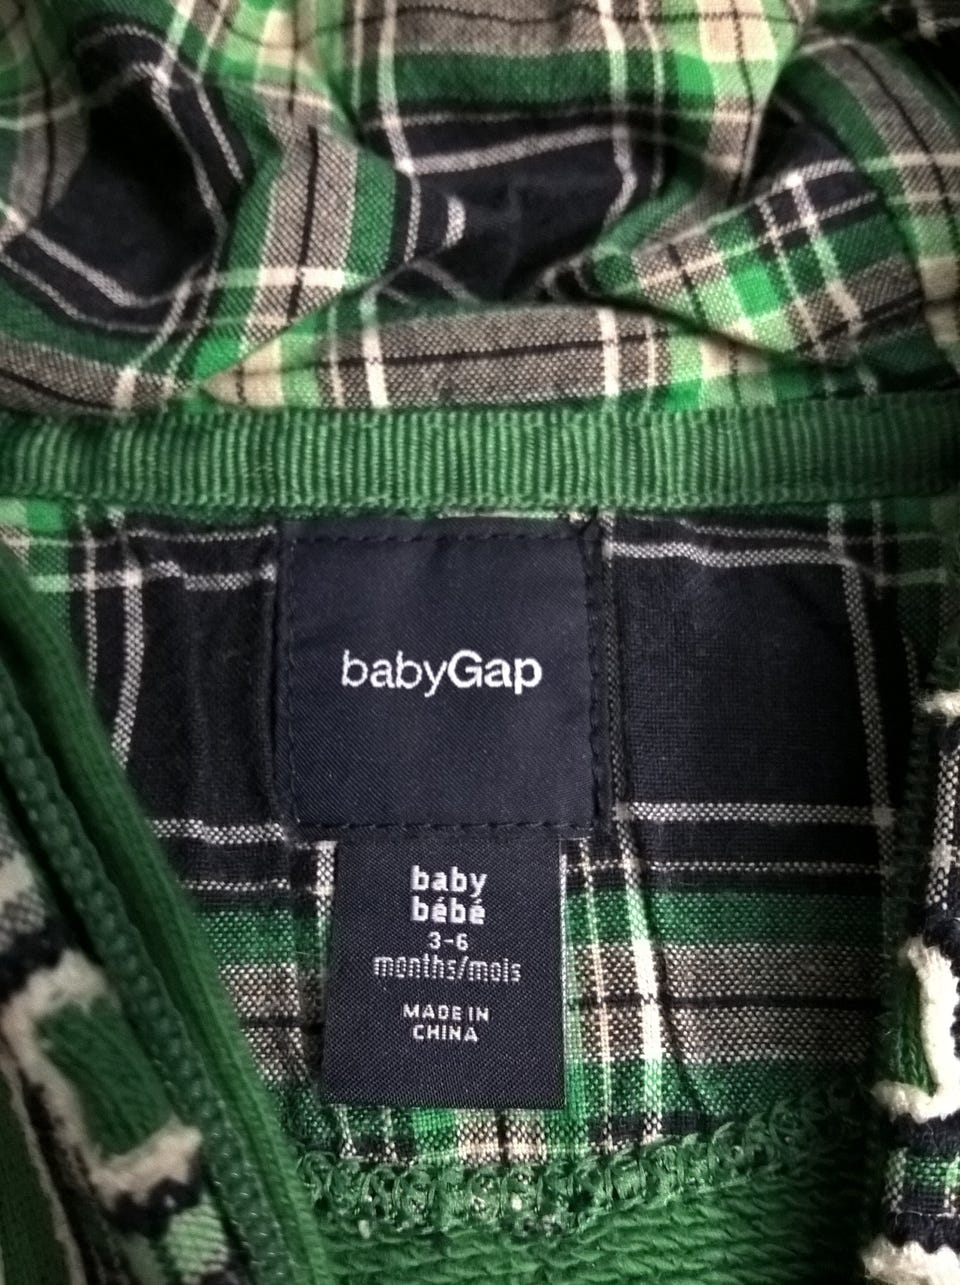 babyGap
baby
bébé
3-6
months/mois
MADE IN
CHINA